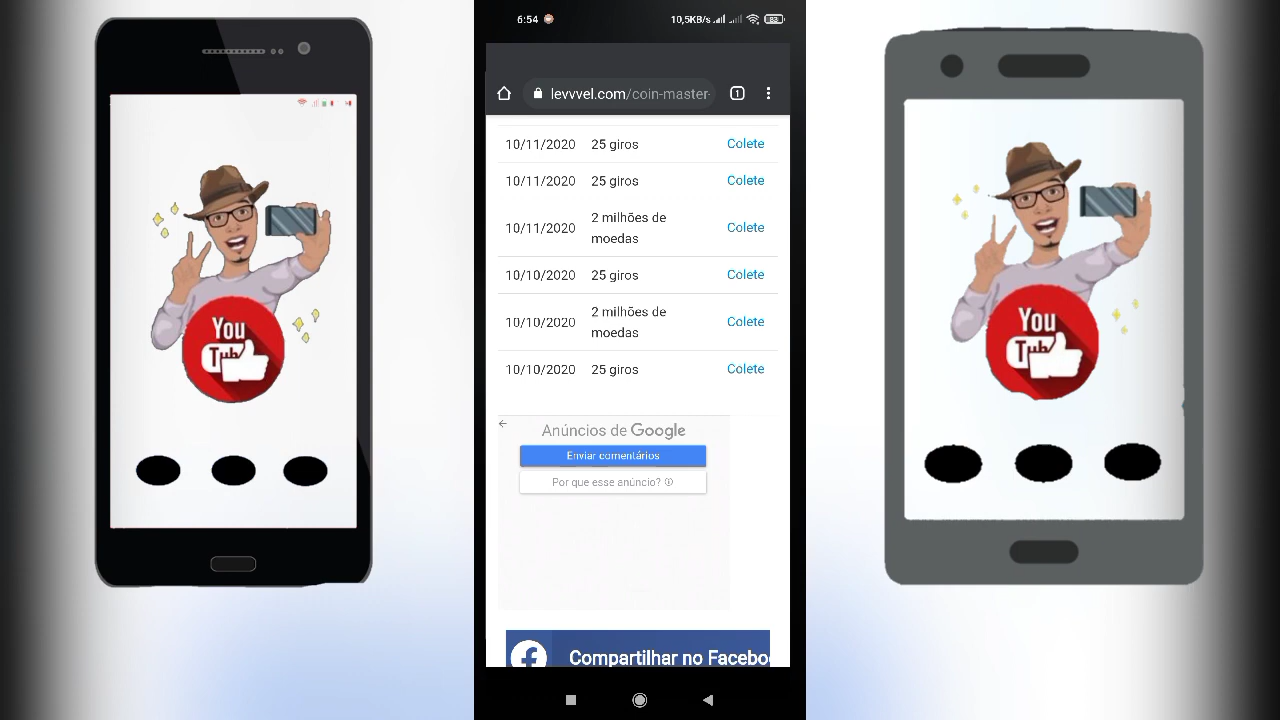 6:54
10,5KB/s
83
levvvel.com/coin-master-
1
10/11/2020 25 giros Colete
10/11/2020 25 giros Colete
10/11/2020 2 milhões de moedas Colete
10/10/2020 25 giros Colete
10/10/2020 2 milhões de moedas Colete
10/10/2020 25 giros Colete
Anúncios de Google
Enviar comentários
Por que esse anúncio?
Compartilhar no Facebo
You
Tub
You
Tub